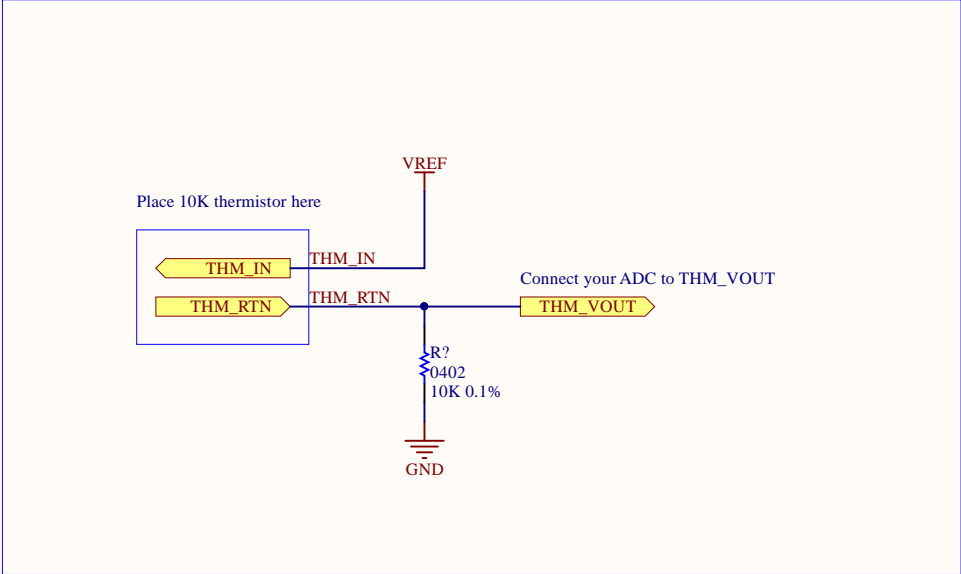 VREF
Place 10K thermistor here
THM_IN
THM_IN
THM_RTN
THM_RTN
Connect your ADC to THM_VOUT
THM_VOUT
R?
0402
10K 0.1%
GND